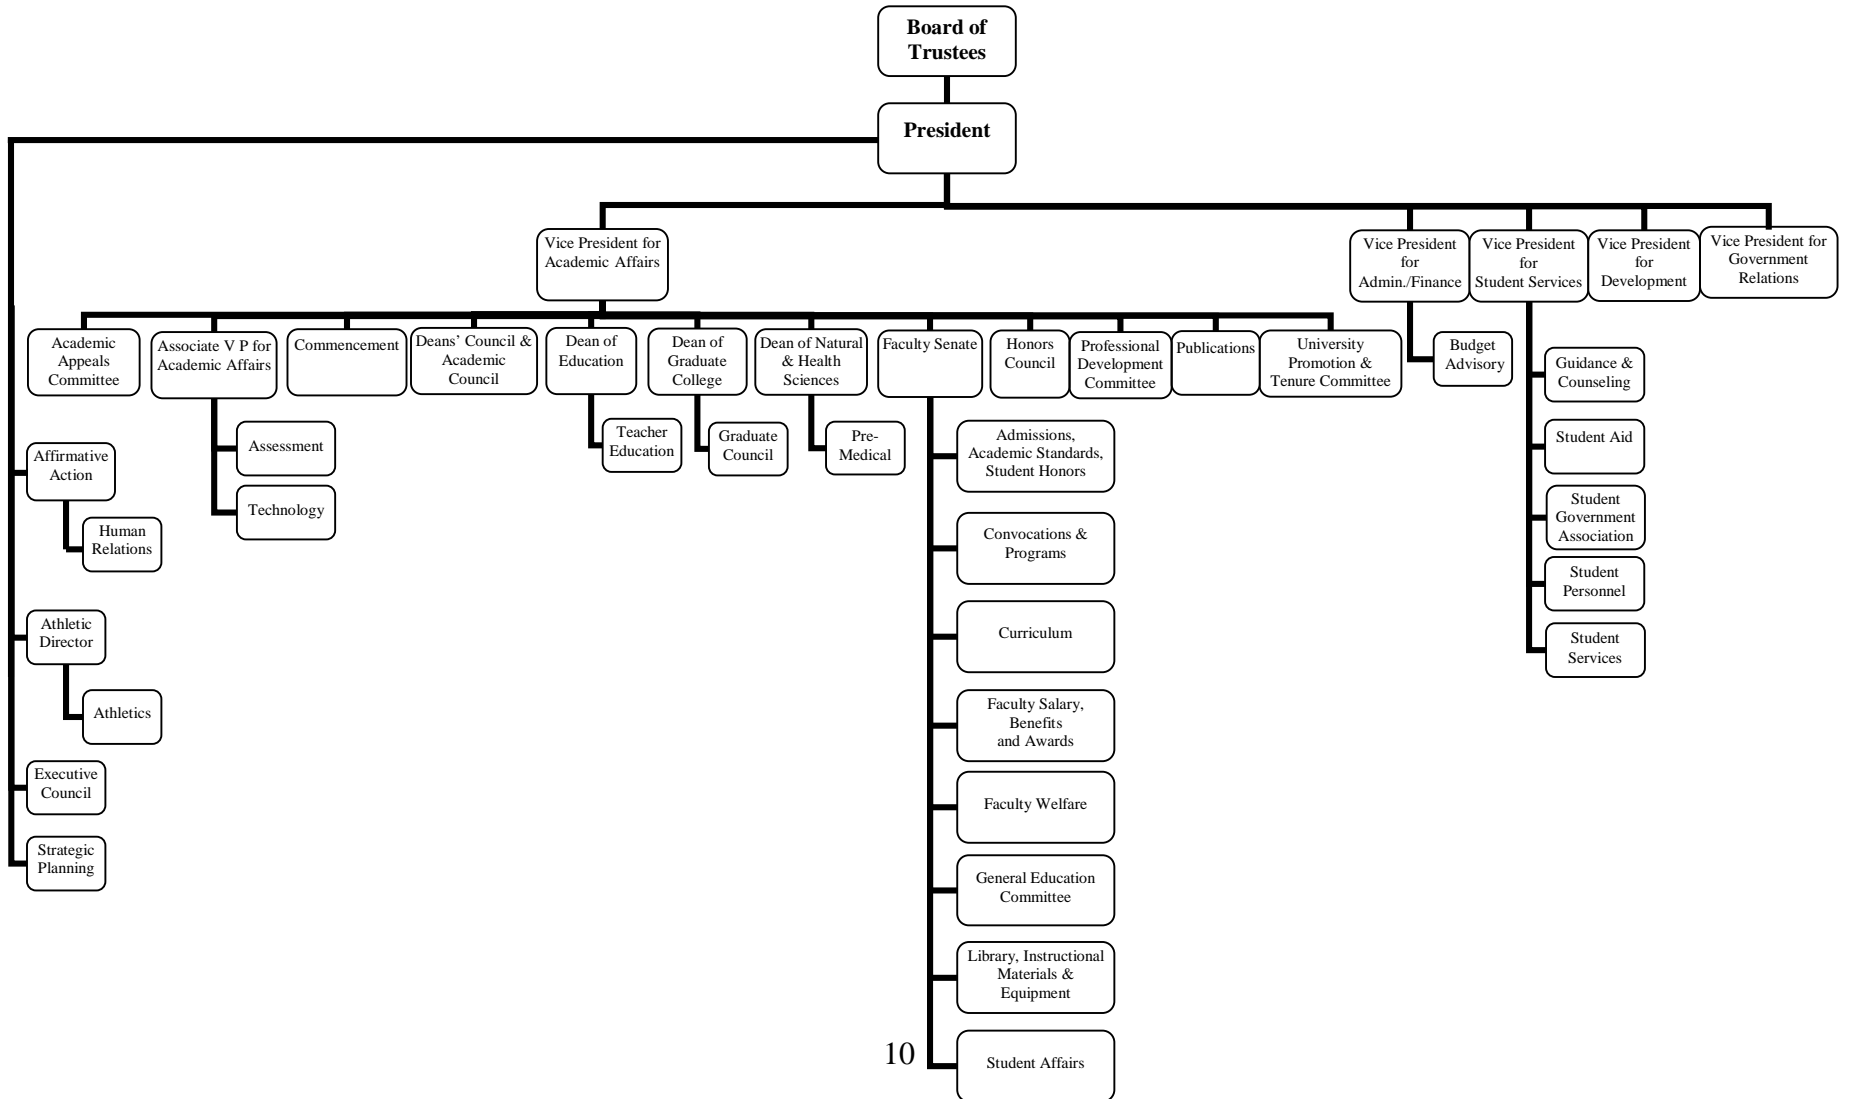 Board of
Trustees
President
Vice President for
Academic Affairs
Vice President
for
Admin./Finance
Vice President
for
Student Services
Vice President
for
Development
Vice President for
Government
Relations
Academic
Appeals
Committee
Associate V P for
Academic Affairs
Commencement
Deans’ Council &
Academic
Council
Dean of
Education
Dean of
Graduate
College
Dean of Natural
& Health
Sciences
Faculty Senate
Honors
Council
Professional
Development
Committee
Publications
University
Promotion &
Tenure Committee
Budget
Advisory
Guidance &
Counseling
Affirmative
Action
Human
Relations
Athletic
Director
Athletics
Executive
Council
Strategic
Planning
Assessment
Technology
Teacher
Education
Graduate
Council
Pre-
Medical
Admissions,
Academic Standards,
Student Honors
Convocations &
Programs
Curriculum
Faculty Salary,
Benefits
and Awards
Faculty Welfare
General Education
Committee
Library, Instructional
Materials &
Equipment
Student Affairs
Student Aid
Student
Government
Association
Student
Personnel
Student
Services
10